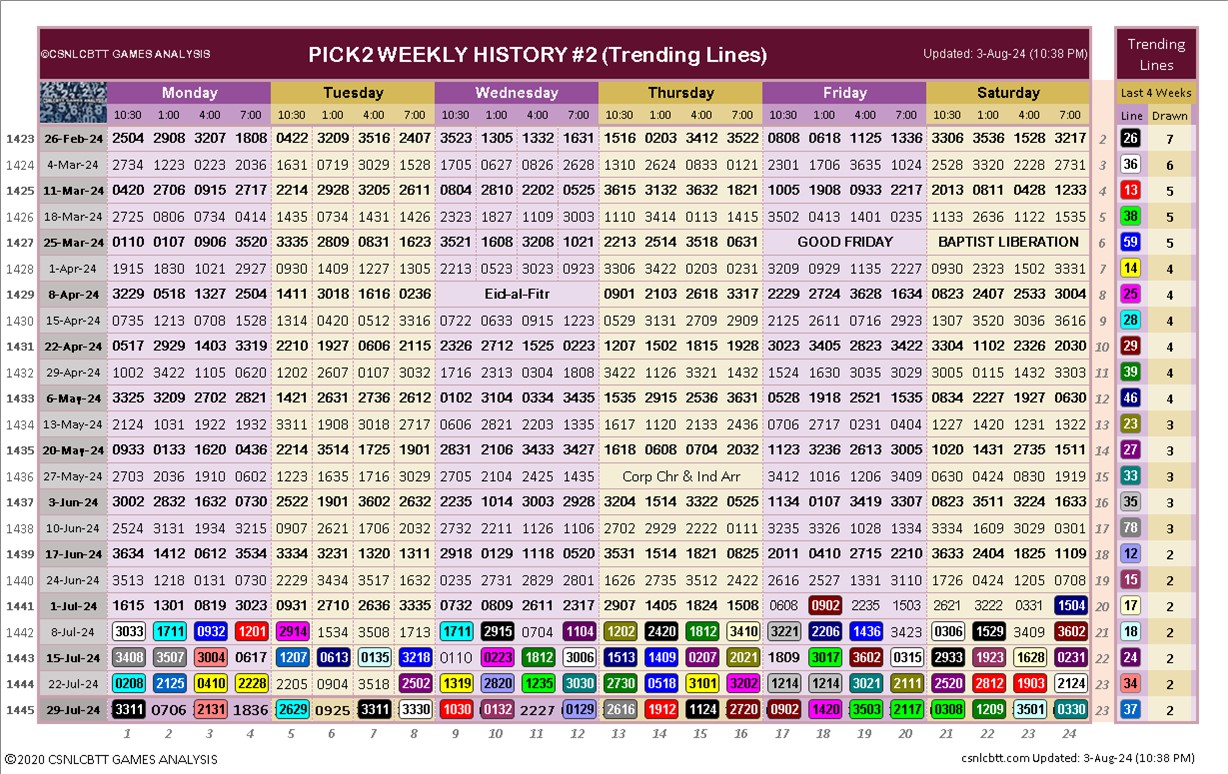 ©CSNLCBTT GAMES ANALYSIS PICK2 WEEKLY HISTORY #2 (Trending Lines) Updated: 3-Aug-24 (10:38 PM) Trending Lines
Monday Tuesday Wednesday Thursday Friday Saturday Last 4 Weeks
10:30 1:00 4:00 7:00 10:30 1:00 4:00 7:00 10:30 1:00 4:00 7:00 10:30 1:00 4:00 7:00 10:30 1:00 4:00 7:00 10:30 1:00 4:00 7:00 Line Drawn
1423 26-Feb-24 2504 2908 3207 1808 0422 3209 3516 2407 3523 1305 1332 1631 1516 0203 3412 3522 0808 0618 1125 1336 3306 3536 1528 3217 2 26 7
1424 4-Mar-24 2734 1223 0223 2036 1631 0719 3029 1525 1705 0627 0826 2628 1310 2624 0833 0121 2301 1706 3535 1024 2528 3320 2228 2731 3 36 6
1425 11-Mar-24 0420 2706 0915 2717 2214 2928 3205 2611 0804 2810 2202 0525 3615 3132 3632 1821 1005 1908 0933 2217 2013 0811 0428 1233 4 13 5
1426 18-Mar-24 2725 0806 0734 0414 1435 0734 1431 1426 2323 1827 1109 3003 1110 3414 0113 1415 3502 0413 1401 0235 1133 2636 1122 1535 5 38 5
1427 25-Mar-24 0110 0107 0906 3520 3335 2809 0831 1623 3521 1608 3208 1021 2213 2514 3518 0631 GOOD FRIDAY BAPTIST LIBERATION 6 59 5
1428 1-Apr-24 1915 1830 1021 2927 0930 1409 1227 1305 2213 0523 3023 0923 3306 3422 0203 0231 3209 0929 1135 2227 0930 2323 1502 3331 7 14 4
1429 8-Apr-24 3229 0518 1327 2504 1411 3018 1616 0236 Eid-al-Fitr 0901 2103 2618 3317 2229 2724 3628 1634 0823 2407 2533 3004 8 25 4
1430 15-Apr-24 0735 1213 0708 1528 1314 0420 0512 3318 0722 0633 0915 1223 0529 3131 2709 2909 2125 2611 0716 2923 1307 3520 3036 3616 9 28 4
1431 22-Apr-24 0517 2929 1403 3319 2210 1927 0606 2115 2326 2712 1525 0223 1207 1502 1815 1928 3023 3405 2823 3422 3304 1102 2326 2030 10 29 4
1432 29-Apr-24 1002 3422 1105 0620 1202 2607 0107 3032 1716 2313 0304 1808 3422 1126 3321 1432 1524 1630 3035 3029 3005 0115 1432 3303 11 39 4
1433 6-May-24 3325 3209 2702 2821 1421 2631 2736 2612 0102 3104 0334 3435 1535 2915 2536 3631 0528 1918 2521 1535 0834 2227 1927 0630 12 46 4
1434 13-May-24 2124 1031 1922 1932 3311 1908 3018 2717 0606 2821 2203 1335 1617 1120 2133 2436 0706 2717 0231 0404 1227 1420 1231 1322 13 23 3
1435 20-May-24 0933 0133 1620 0436 2214 3514 1725 1901 2831 2106 3433 3427 1618 0608 0704 2032 1123 3236 2613 3005 1020 1431 2735 1511 14 27 3
1436 27-May-24 2703 2036 1910 0602 1223 1635 1716 3023 2705 2104 2425 1435 Corp Chr & Ind Arr 3412 1016 1206 3409 0630 0424 0830 1919 15 33 3
1437 3-Jun-24 3002 2832 1632 0730 2522 1901 3602 2632 2235 1014 3003 2928 3204 1514 3322 0525 1134 0107 3419 3307 0823 3511 3224 1633 16 35 3
1438 10-Jun-24 2524 3131 1934 3215 0907 2621 1706 2032 2732 2211 1126 1106 2702 2929 2222 0111 3235 3326 1028 1334 3334 1609 3029 0301 17 78 3
1439 17-Jun-24 3634 1412 0612 3534 3334 3231 1320 1311 2918 0129 1118 0520 3531 1514 1821 0825 2011 0410 2715 2210 3633 2404 1825 1109 18 12 2
1440 24-Jun-24 3513 1218 0131 0730 2229 3434 3517 1632 0235 2731 2829 2801 1626 2735 3512 2422 2616 2527 1331 3110 1726 0424 1205 0708 19 15 2
1441 1-Jul-24 1615 1301 0819 3023 0931 2710 2636 3335 0732 0809 2611 2317 2907 1405 1824 1508 0608 0902 2235 1503 2621 3222 0331 1504 20 17 2
1442 8-Jul-24 3033 1711 0932 1201 2914 1534 3508 1713 1711 2915 0704 1104 1202 2420 1812 3410 3221 2206 1436 3423 0306 1529 3409 3602 21 18 2
1443 15-Jul-24 3408 3507 3004 0617 1207 0613 0135 3218 0110 0223 1812 3006 1513 1409 0207 2021 1809 3017 3602 0315 2933 1923 1628 0231 22 24 2
1444 22-Jul-24 0208 2125 0410 2228 2205 0904 3518 2502 1319 2820 1235 3030 2730 0518 3101 3202 1214 1214 3021 2111 2520 2812 1903 2124 23 34 2
1445 29-Jul-24 3311 0706 2131 1836 2629 0925 3311 3330 1030 0132 2227 0129 2616 1912 1124 2720 0902 1420 3503 2117 0308 1209 3501 0330 23 37 2
1 2 3 4 5 6 7 8 9 10 11 12 13 14 15 16 17 18 19 20 21 22 23 24
©2020 CSNLCBTT GAMES ANALYSIS csnlcbtt.com Updated: 3-Aug-24 (10:38 PM)